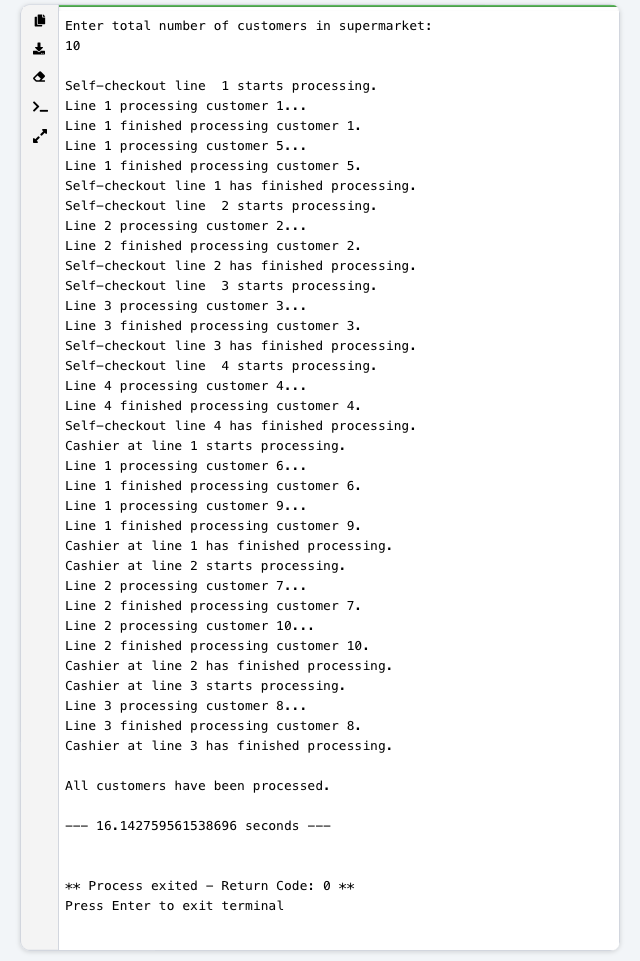 Enter total number of customers in supermarket:
10
Self-checkout line  1 starts processing.
Line 1 processing customer 1...
Line 1 finished processing customer 1.
Line 1 processing customer 5...
Line 1 finished processing customer 5.
Self-checkout line 1 has finished processing.
Self-checkout line  2 starts processing.
Line 2 processing customer 2...
Line 2 finished processing customer 2.
Self-checkout line 2 has finished processing.
Self-checkout line  3 starts processing.
Line 3 processing customer 3...
Line 3 finished processing customer 3.
Self-checkout line 3 has finished processing.
Self-checkout line  4 starts processing.
Line 4 processing customer 4...
Line 4 finished processing customer 4.
Self-checkout line 4 has finished processing.
Cashier at line 1 starts processing.
Line 1 processing customer 6...
Line 1 finished processing customer 6.
Line 1 processing customer 9...
Line 1 finished processing customer 9.
Cashier at line 1 has finished processing.
Cashier at line 2 starts processing.
Line 2 processing customer 7...
Line 2 finished processing customer 7.
Line 2 processing customer 10...
Line 2 finished processing customer 10.
Cashier at line 2 has finished processing.
Cashier at line 3 starts processing.
Line 3 processing customer 8...
Line 3 finished processing customer 8.
Cashier at line 3 has finished processing.
All customers have been processed.
--- 16.142759561538696 seconds ---
** Process exited - Return Code: 0 **
Press Enter to exit terminal